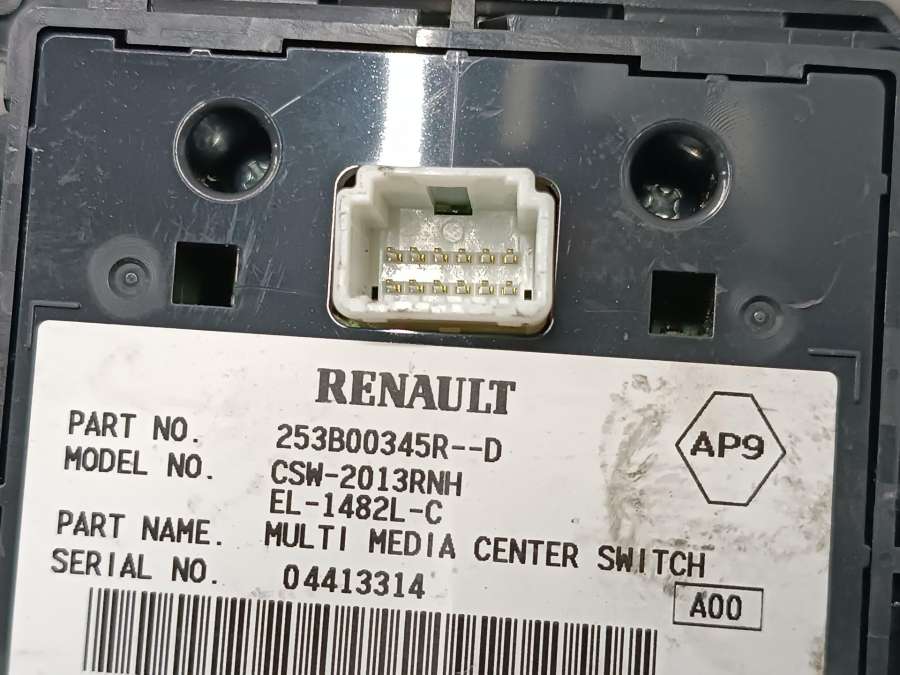 RENAULT
PART NO. 253B00345R--D
MODEL NO. CSW-2013RNH
EL-1482L-C
AP9
PART NAME. MULTI MEDIA CENTER SWITCH
SERIAL NO. 04413314
A00